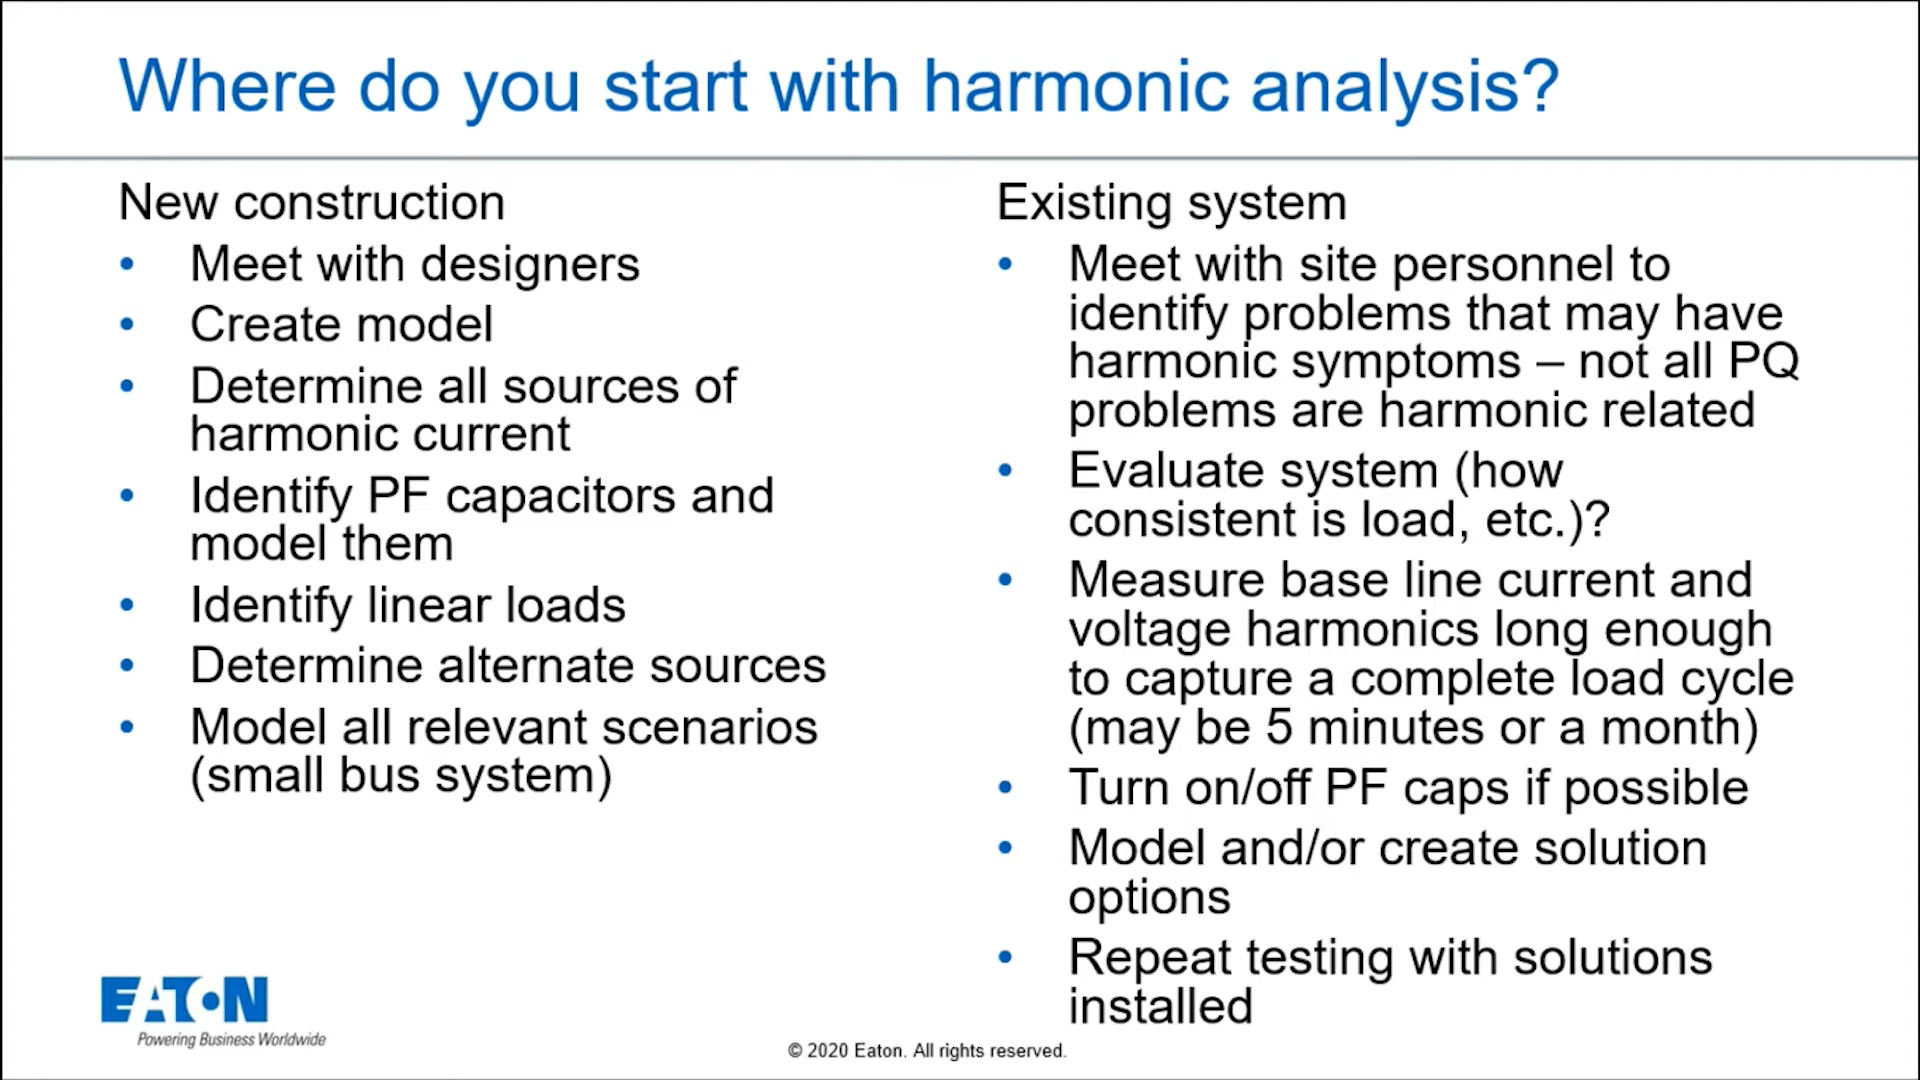 Where do you start with harmonic analysis?
New construction
• Meet with designers
• Create model
• Determine all sources of
harmonic current
• Identify PF capacitors and
model them
• Identify linear loads
• Determine alternate sources
• Model all relevant scenarios
(small bus system)
Existing system
• Meet with site personnel to
identify problems that may have
harmonic symptoms – not all PQ
problems are harmonic related
• Evaluate system (how
consistent is load, etc.)?
• Measure base line current and
voltage harmonics long enough
to capture a complete load cycle
(may be 5 minutes or a month)
• Turn on/off PF caps if possible
• Model and/or create solution
options
• Repeat testing with solutions
installed
EATON
Powering Business Worldwide
© 2020 Eaton. All rights reserved.